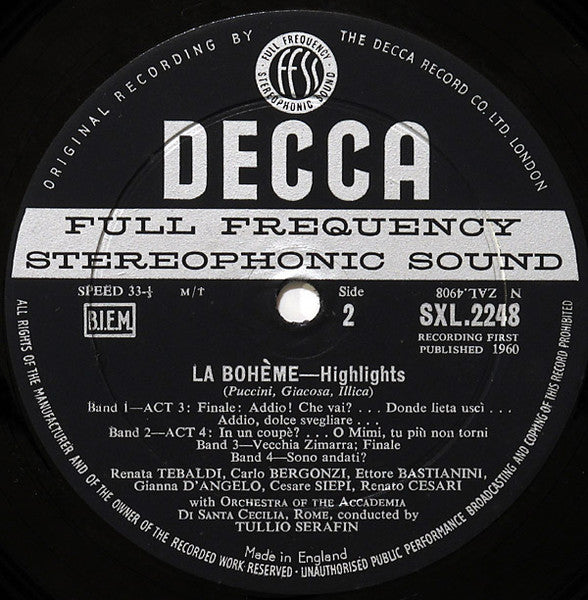 ORIGINAL RECORDING BY
THE DECCA RECORD CO. LTD. LONDON
FULL FREQUENCY
FFSS
STEREOPHONIC SOUND
DECCA
FULL FREQUENCY
STEREOPHONIC SOUND
SPEED 33-⅓ M/T Side N ZAL.4908
B.I.E.M. 2 SXL.2248
RECORDING FIRST
PUBLISHED 1960
LA BOHÈME—Highlights
(Puccini, Giacosa, Illica)
Band 1—ACT 3: Finale: Addio! Che vai? . . . Donde lieta uscì . . .
Addio, dolce svegliare . . .
Band 2—ACT 4: In un coupè? . . . O Mimi, tu più non torni
Band 3—Vecchia Zimarra; Finale
Band 4—Sono andati?
Renata TEBALDI, Carlo BERGONZI, Ettore BASTIANINI,
Gianna D'ANGELO, Cesare SIEPI, Renato CESARI
with ORCHESTRA OF THE ACCADEMIA
DI SANTA CECILIA, ROME, conducted by
TULLIO SERAFIN
Made in England
ALL RIGHTS OF THE MANUFACTURER AND OF THE OWNER OF THE RECORDED WORK RESERVED · UNAUTHORISED PUBLIC PERFORMANCE BROADCASTING AND COPYING OF THIS RECORD PROHIBITED